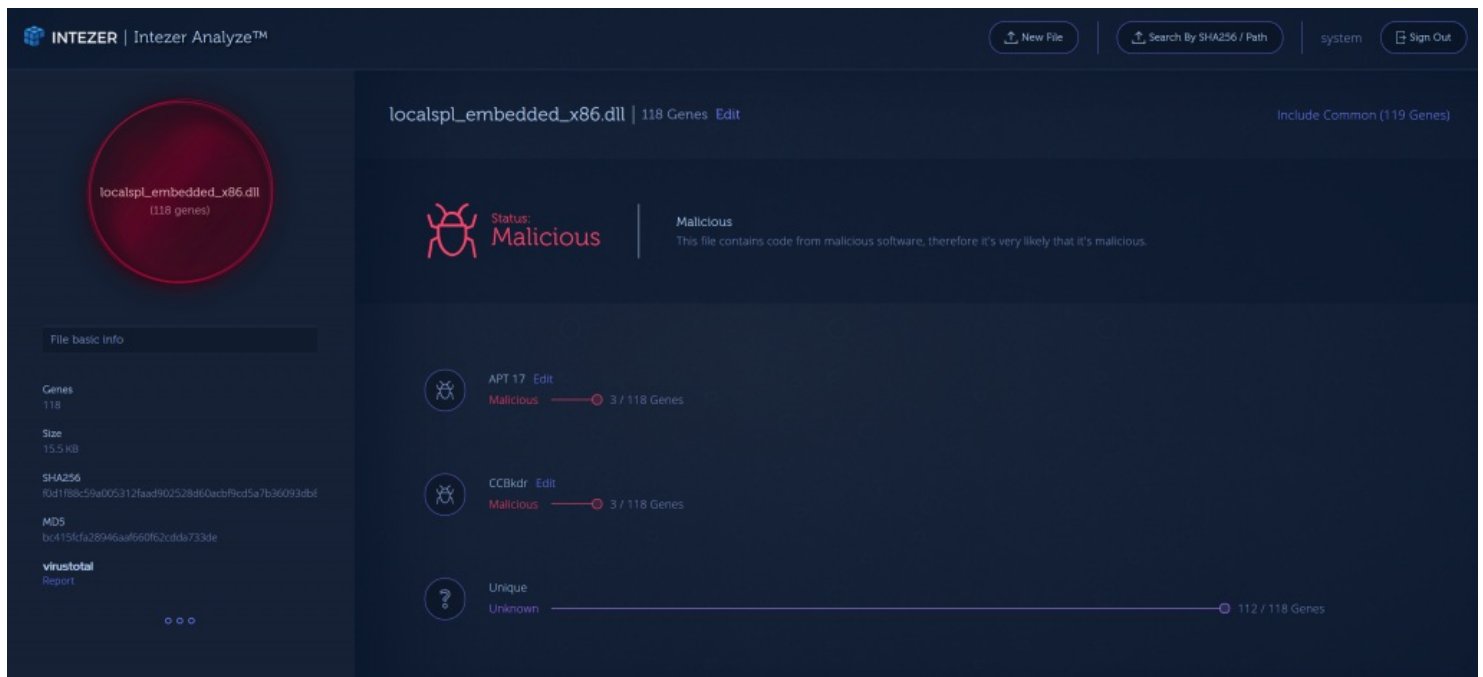 INTEZER | Intezer Analyze™
New File
Search By SHA256 / Path
system
Sign Out
localspl_embedded_x86.dll
(118 genes)
File basic info
Genes
118
Size
15.5 KB
SHA256
MD5
bc415fcfa28946aaf660f62cdda733de
virustotal
Report
localspl_embedded_x86.dll | 118 Genes Edit
Include Common (119 Genes)
Status:
Malicious
Malicious
This file contains code from malicious software, therefore it's very likely that it's malicious.
APT 17 Edit
Malicious 3 / 118 Genes
CCBkdr Edit
Malicious 3 / 118 Genes
Unique
Unknown 112 / 118 Genes